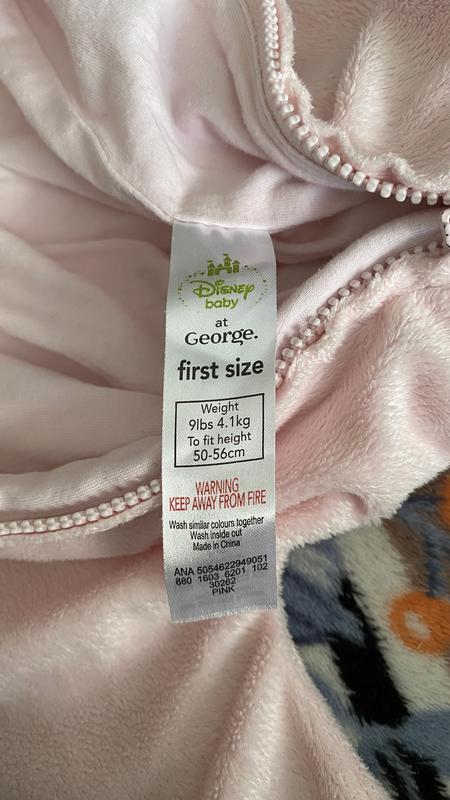 Disney
baby
at
George.
first size
Weight
9lbs 4.1kg
To fit height
50-56cm
WARNING
KEEP AWAY FROM FIRE
Wash similar colours together
Wash inside out
Made in China
ANA 5054622949051
880 1603 6201 102
30262
PINK